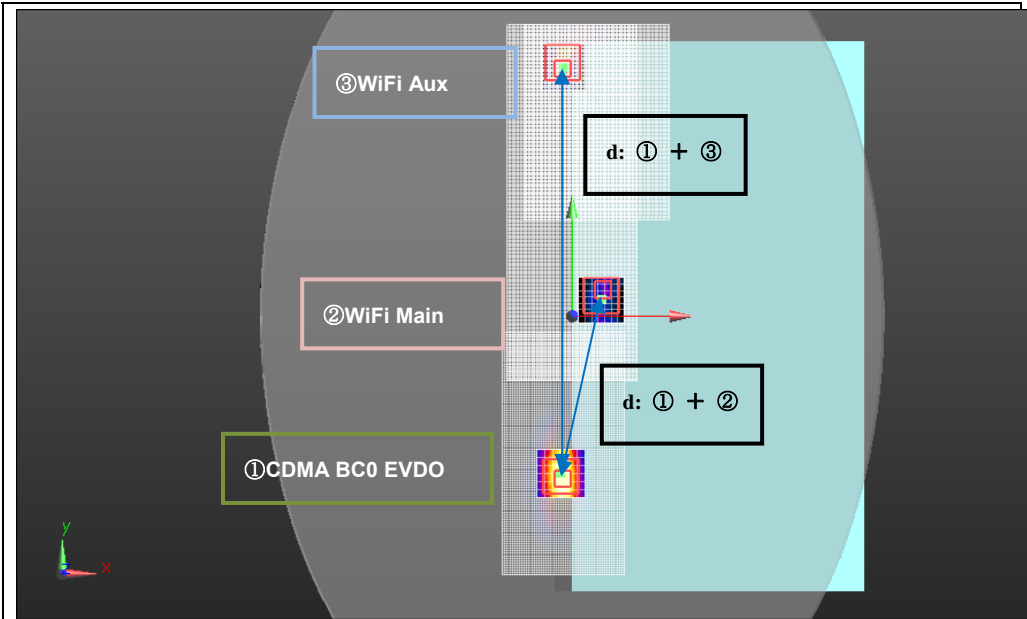 ③WiFi Aux
d: ① + ③
②WiFi Main
d: ① + ②
①CDMA BC0 EVDO
y
x